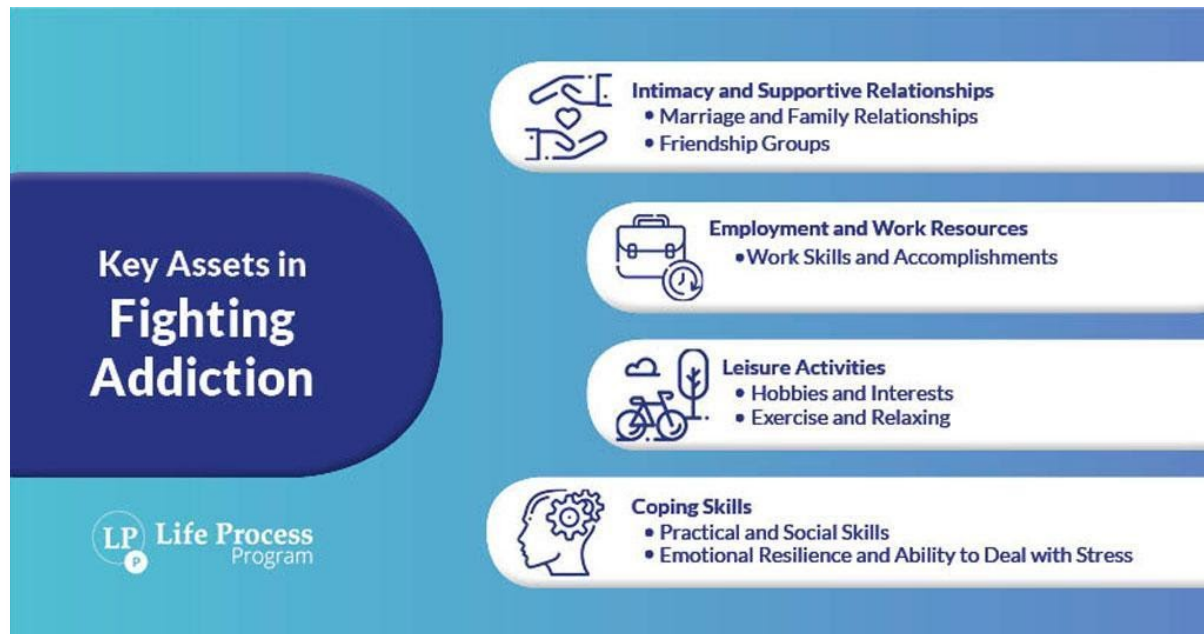 Key Assets in
Fighting
Addiction
LP
P
Life Process
Program
Intimacy and Supportive Relationships
• Marriage and Family Relationships
• Friendship Groups
Employment and Work Resources
•Work Skills and Accomplishments
Leisure Activities
• Hobbies and Interests
• Exercise and Relaxing
Coping Skills
• Practical and Social Skills
• Emotional Resilience and Ability to Deal with Stress